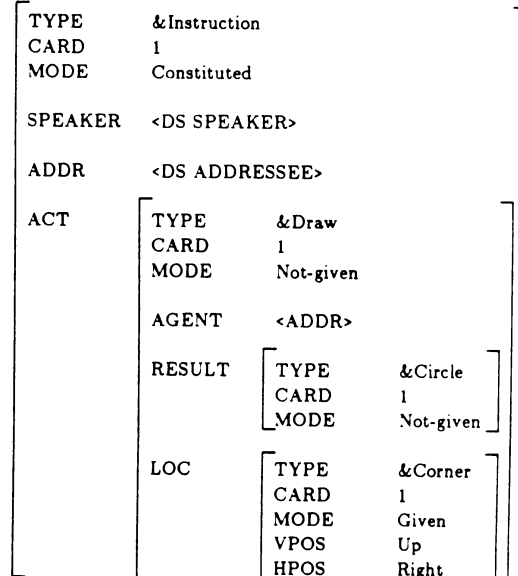 TYPE &Instruction
CARD 1
MODE Constituted
SPEAKER <DS SPEAKER>
ADDR <DS ADDRESSEE>
ACT TYPE &Draw
CARD 1
MODE Not-given
AGENT <ADDR>
RESULT TYPE &Circle
CARD 1
MODE Not-given
LOC TYPE &Corner
CARD 1
MODE Given
VPOS Up
HPOS Right